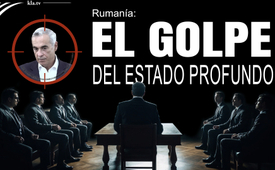 kla.tv
Rumanía:
EL GOLPE
DEL ESTADO PROFUNDO